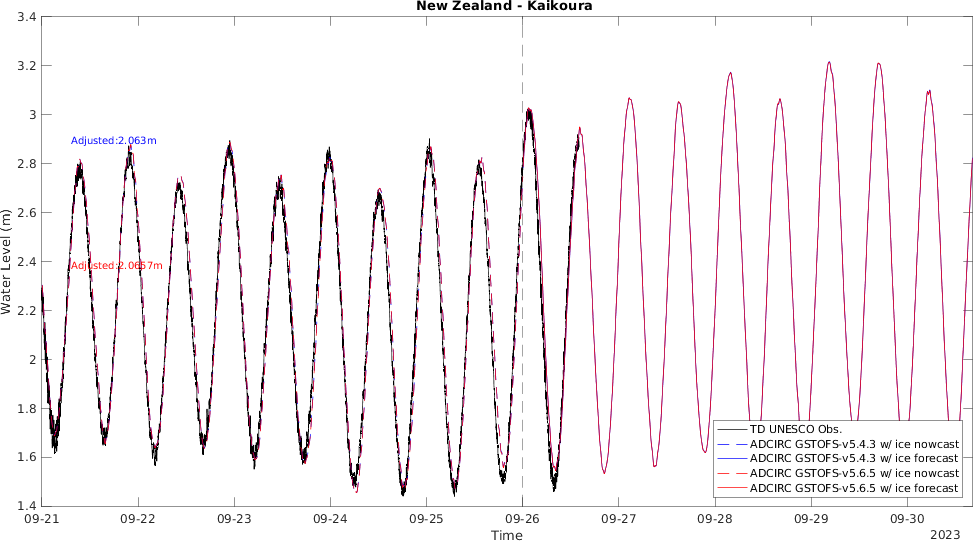 New Zealand - Kaikoura
3.4
3.2
3
2.8
2.6
2.4
2.2
2
1.8
1.6
1.4
Water Level (m)
Adjusted:2.063m
Adjusted:2.0657m
TD UNESCO Obs.
ADCIRC GSTOFS-v5.4.3 w/ ice nowcast
ADCIRC GSTOFS-v5.4.3 w/ ice forecast
ADCIRC GSTOFS-v5.6.5 w/ ice nowcast
ADCIRC GSTOFS-v5.6.5 w/ ice forecast
09-21 09-22 09-23 09-24 09-25 09-26 09-27 09-28 09-29 09-30
Time
2023